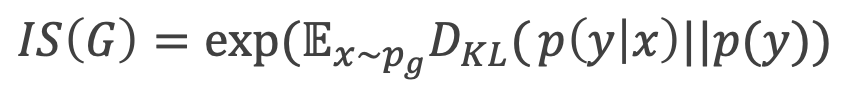 IS(G) = exp(𝔼_{x~p_g} D_{KL}(p(y|x)||p(y))